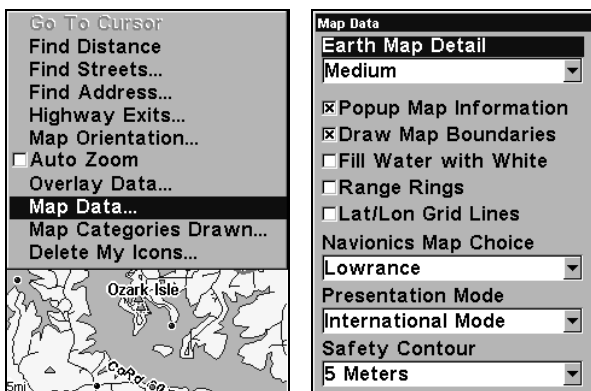 Go To Cursor
Find Distance
Find Streets...
Find Address...
Highway Exits...
Map Orientation...
Auto Zoom
Overlay Data...
Map Data...
Map Categories Drawn...
Delete My Icons...
Ozark Isle
CoRd 60
5mi
Map Data
Earth Map Detail
Medium
Popup Map Information
Draw Map Boundaries
Fill Water with White
Range Rings
Lat/Lon Grid Lines
Navionics Map Choice
Lowrance
Presentation Mode
International Mode
Safety Contour
5 Meters